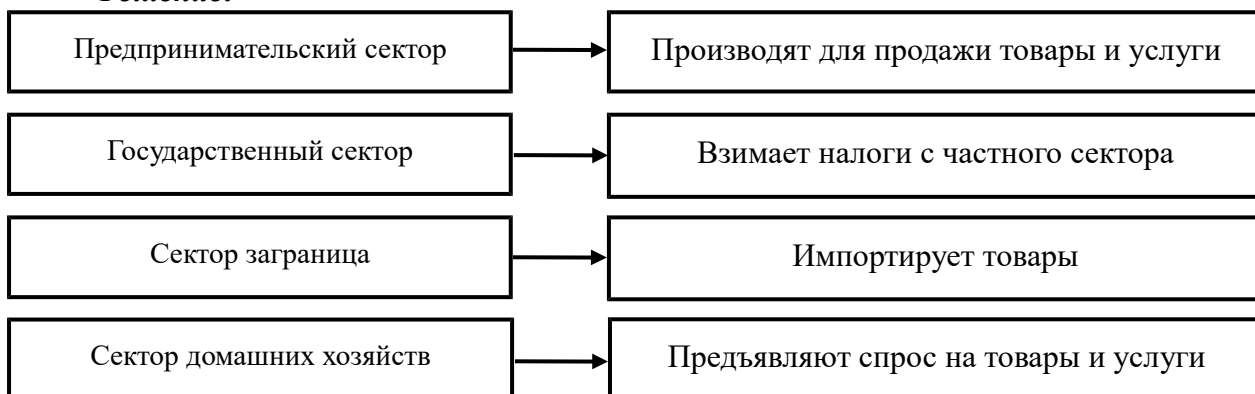 Предпринимательский сектор
Производят для продажи товары и услуги
Государственный сектор
Взимает налоги с частного сектора
Сектор заграница
Импортирует товары
Сектор домашних хозяйств
Предъявляют спрос на товары и услуги